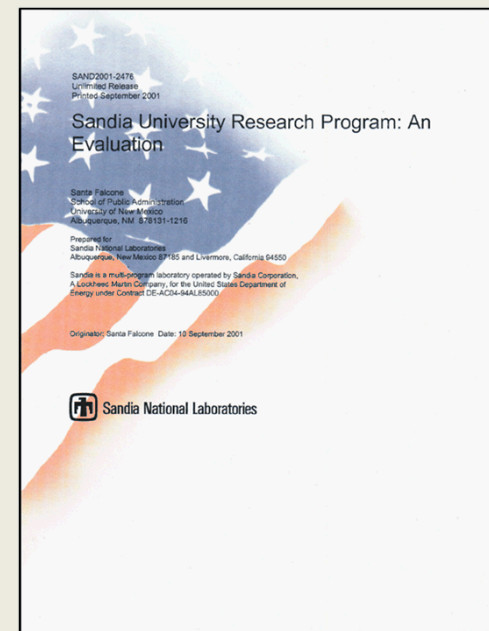 SAND2001-2476
Unlimited Release
Printed September 2001
Sandia University Research Program: An
Evaluation
Santa Falcone
School of Public Administration
University of New Mexico
Albuquerque, NM 878131-1216
Prepared for
Sandia National Laboratories
Albuquerque, New Mexico 87185 and Livermore, California 94550
Sandia is a multi-program laboratory operated by Sandia Corporation,
A Lockheed Martin Company, for the United States Department of
Energy under Contract DE-AC04-94AL85000
Originator: Santa Falcone Date: 10 September 2001
Sandia National Laboratories